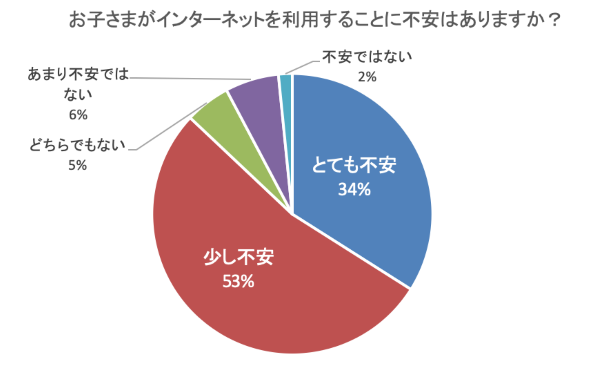 お子さまがインターネットを利用することに不安はありますか？
不安ではない
2%
あまり不安では
ない
6%
どちらでもない
5%
とても不安
34%
少し不安
53%